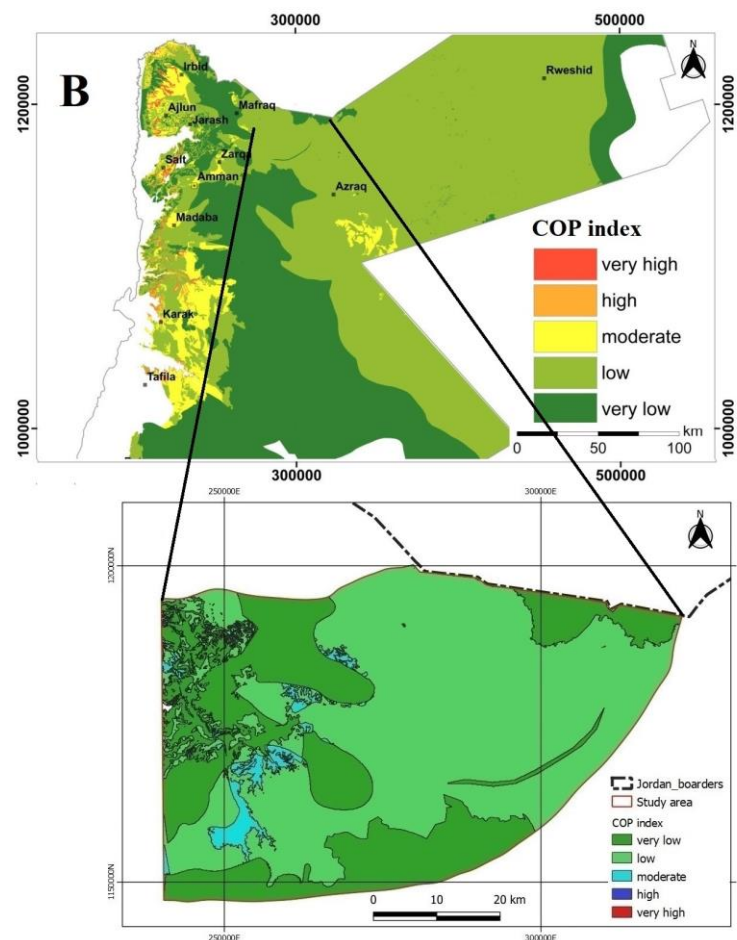 300000
500000
B
N
1200000
1200000
Irbid
Rweshid
Ajlun
Mafraq
Jarash
Salt
Zarqa
Amman
Azraq
Madaba
COP index
very high
high
moderate
low
very low
Karak
Tafila
1000000
1000000
km
0
50
100
300000
500000
250000E
300000E
N
1200000N
Jordan_boarders
Study area
COP index
very low
low
moderate
high
very high
1150000N
0
10
20 km
250000E
300000E